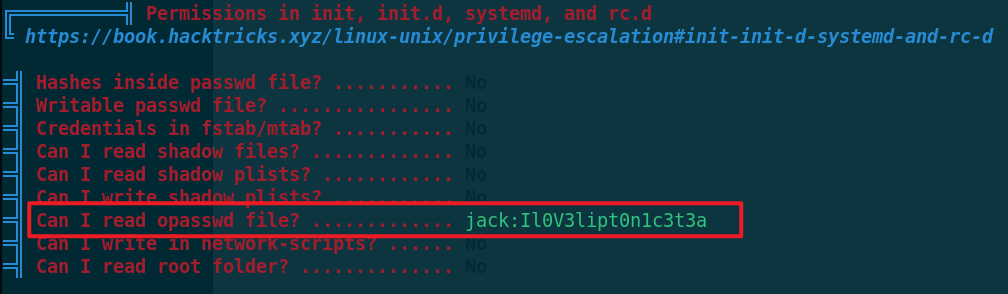 Permissions in init, init.d, systemd, and rc.d
https://book.hacktricks.xyz/linux-unix/privilege-escalation#init-init-d-systemd-and-rc-d
Hashes inside passwd file? ........... No
Writable passwd file? ................ No
Credentials in fstab/mtab? ........... No
Can I read shadow files? ............. No
Can I read shadow plists? ............ No
Can I write shadow plists? ........... No
Can I read opasswd file? ............. jack:Il0V3lipt0n1c3t3a
Can I write in network-scripts? ...... No
Can I read root folder? .............. No